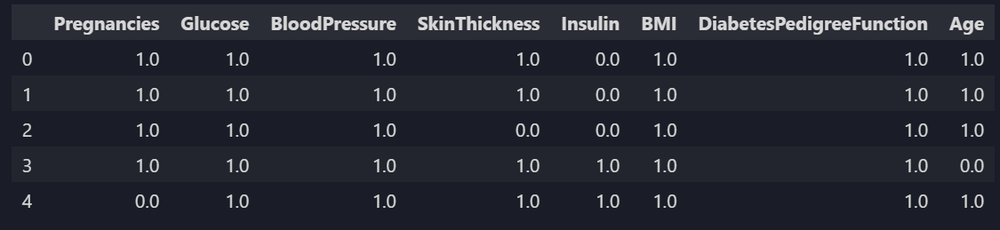 Pregnancies Glucose BloodPressure SkinThickness Insulin BMI DiabetesPedigreeFunction Age
0 1.0 1.0 1.0 1.0 0.0 1.0 1.0 1.0
1 1.0 1.0 1.0 1.0 0.0 1.0 1.0 1.0
2 1.0 1.0 1.0 0.0 0.0 1.0 1.0 1.0
3 1.0 1.0 1.0 1.0 1.0 1.0 1.0 0.0
4 0.0 1.0 1.0 1.0 1.0 1.0 1.0 1.0